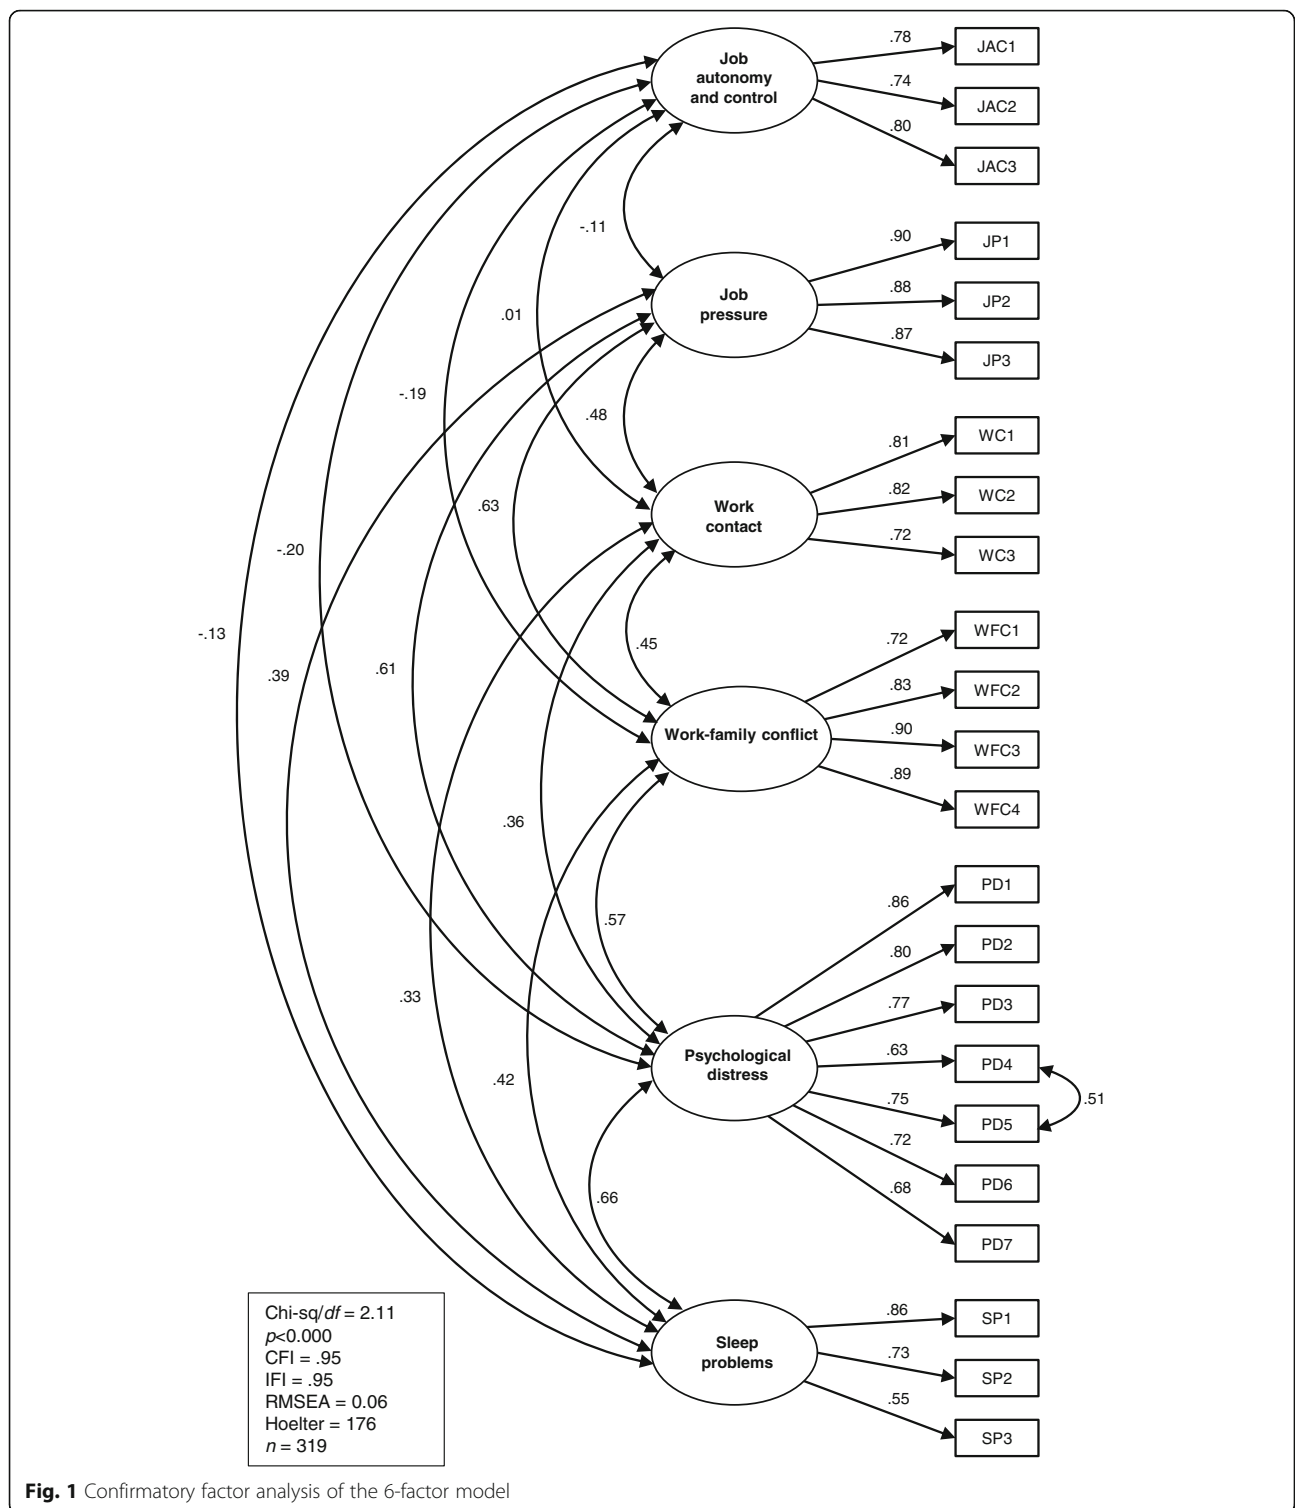 Job
autonomy
and control
.78
JAC1
.74
JAC2
.80
JAC3
-.11
Job
pressure
.90
JP1
.88
JP2
.87
JP3
.01
-.19
.48
Work
contact
.81
WC1
.82
WC2
.72
WC3
.63
-.20
-.13
.39
.61
.45
Work-family conflict
.72
WFC1
.83
WFC2
.90
WFC3
.89
WFC4
.36
.57
.33
.42
Psychological
distress
.86
PD1
.80
PD2
.77
PD3
.63
PD4
.75
PD5
.51
.72
PD6
.68
PD7
.66
Sleep
problems
.86
SP1
.73
SP2
.55
SP3
Chi-sq/df = 2.11
p<0.000
CFI = .95
IFI = .95
RMSEA = 0.06
Hoelter = 176
n = 319
Fig. 1 Confirmatory factor analysis of the 6-factor model